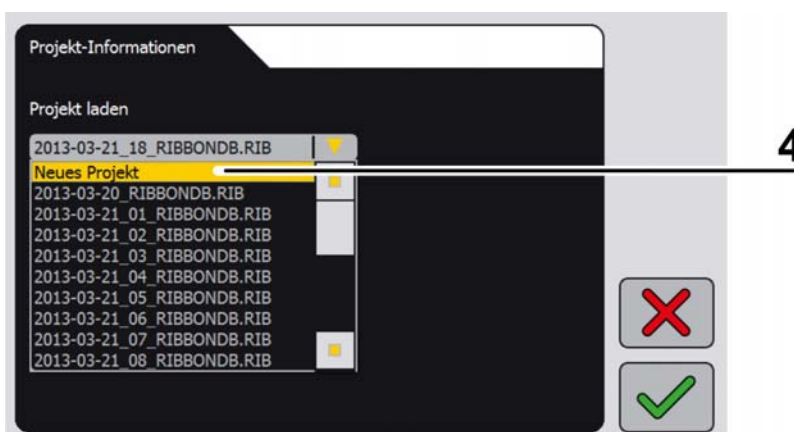 Projekt-Informationen
Projekt laden
2013-03-21_18_RIBBONDB.RIB
4
Neues Projekt
2013-03-20_RIBBONDB.RIB
2013-03-21_01_RIBBONDB.RIB
2013-03-21_02_RIBBONDB.RIB
2013-03-21_03_RIBBONDB.RIB
2013-03-21_04_RIBBONDB.RIB
2013-03-21_05_RIBBONDB.RIB
2013-03-21_06_RIBBONDB.RIB
2013-03-21_07_RIBBONDB.RIB
2013-03-21_08_RIBBONDB.RIB